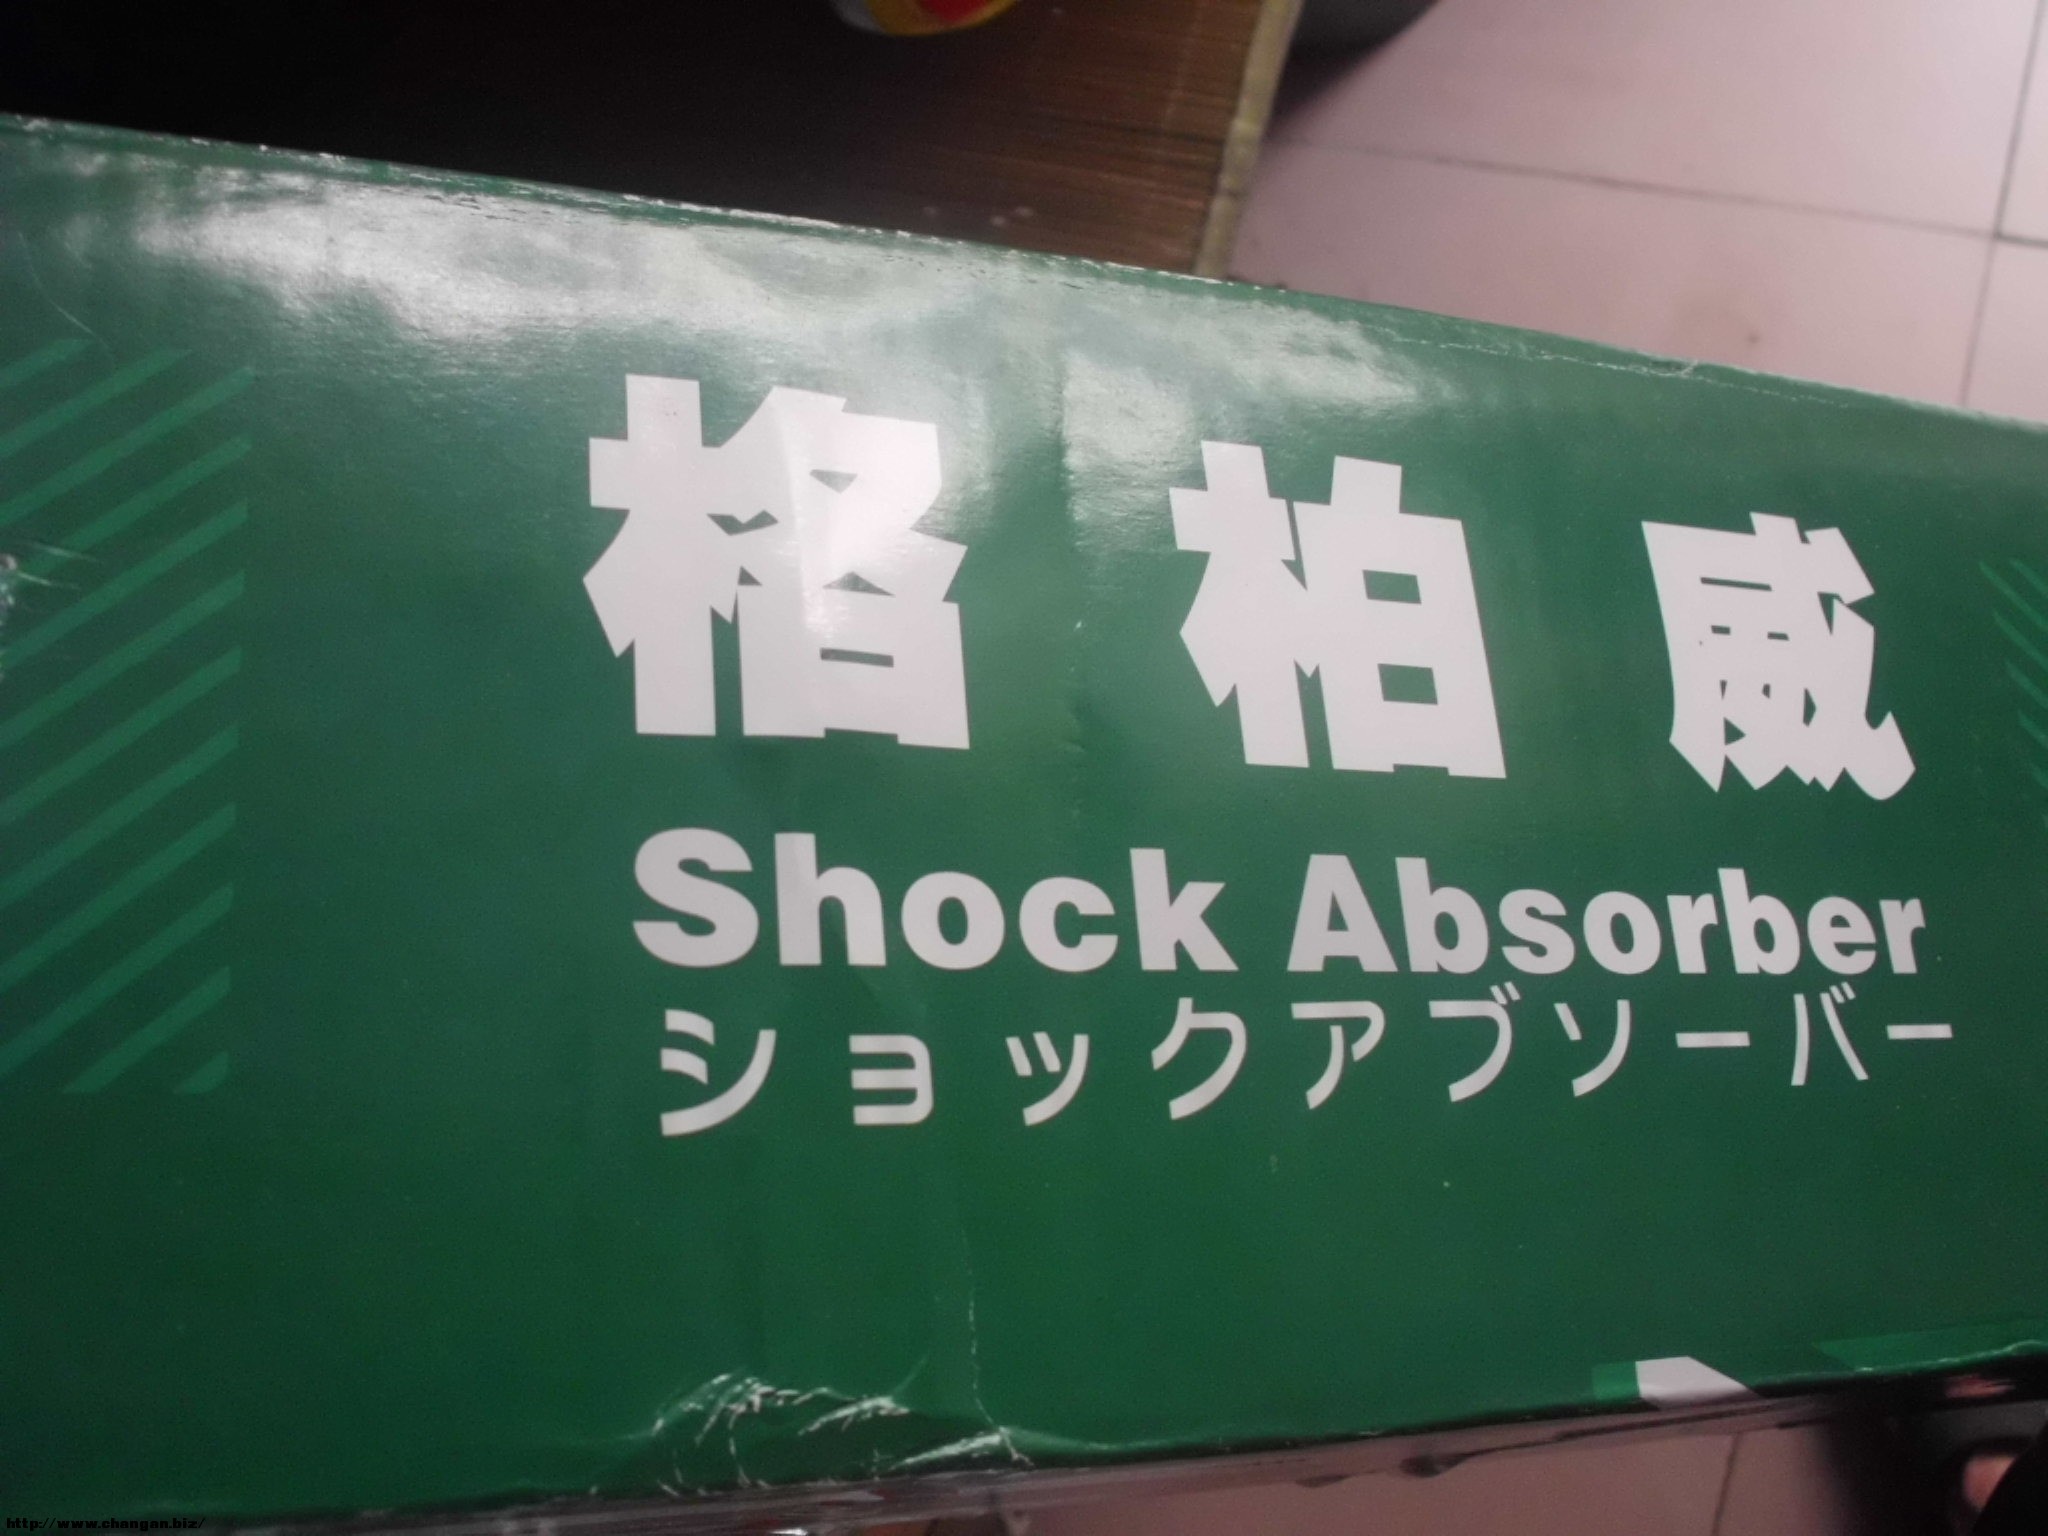 格柏威
Shock Absorber
ショックアブソーバー
http://www.changan.biz/